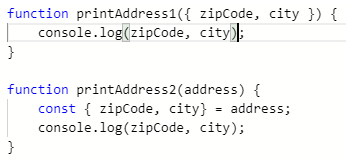 function printAddress1({ zipCode, city }) {
    console.log(zipCode, city);
}

function printAddress2(address) {
    const { zipCode, city} = address;
    console.log(zipCode, city);
}